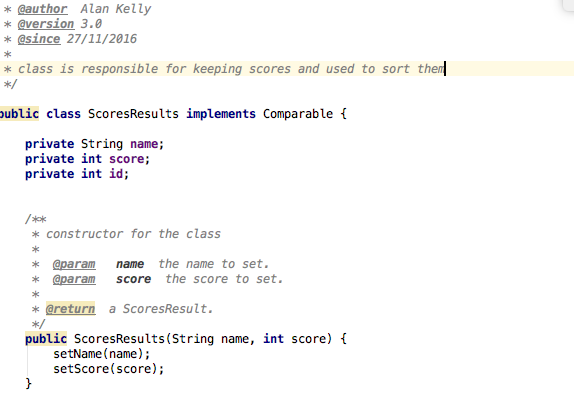 * @author  Alan Kelly
* @version 3.0
* @since 27/11/2016
*
* class is responsible for keeping scores and used to sort them
*/
public class ScoresResults implements Comparable {
private String name;
private int score;
private int id;
/**
* constructor for the class
*
*  @param   name  the name to set.
*  @param   score  the score to set.
*
* @return  a ScoresResult.
*/
public ScoresResults(String name, int score) {
setName(name);
setScore(score);
}